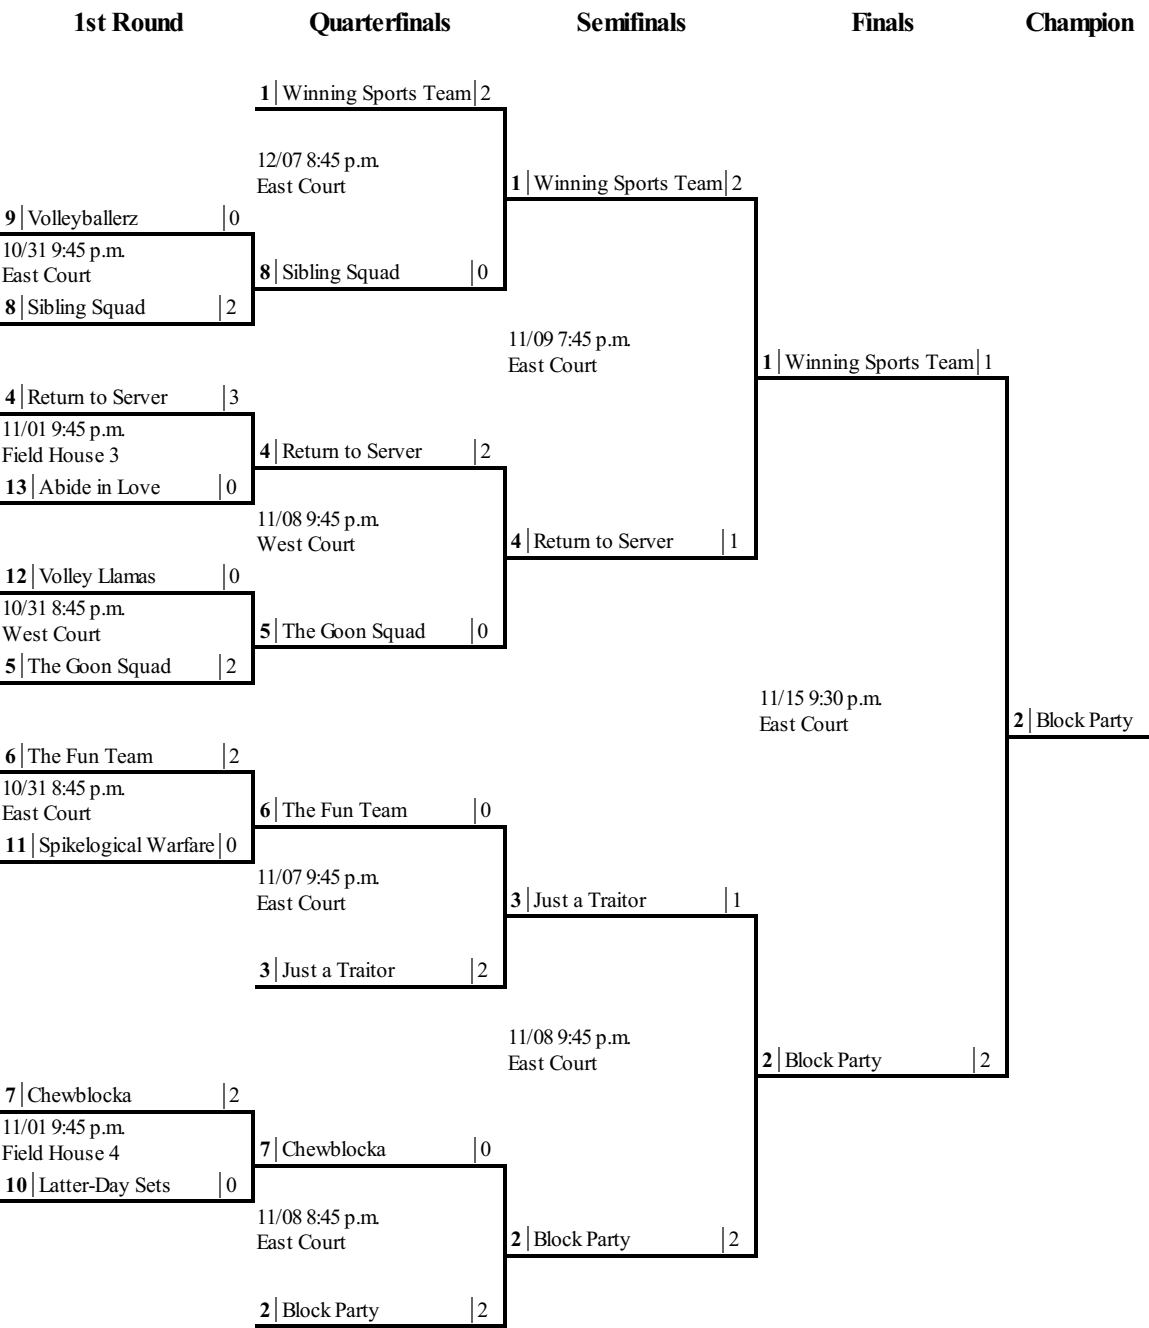 1st Round Quarterfinals Semifinals Finals Champion
1 Winning Sports Team 2
12/07 8:45 p.m.
East Court
1 Winning Sports Team 2
9 Volleyballerz 0
10/31 9:45 p.m.
East Court
8 Sibling Squad 0
8 Sibling Squad 2
11/09 7:45 p.m.
East Court
1 Winning Sports Team 1
4 Return to Server 3
11/01 9:45 p.m.
Field House 3
4 Return to Server 2
13 Abide in Love 0
11/08 9:45 p.m.
West Court
4 Return to Server 1
12 Volley Llamas 0
10/31 8:45 p.m.
West Court
5 The Goon Squad 0
5 The Goon Squad 2
11/15 9:30 p.m.
East Court
2 Block Party
6 The Fun Team 2
10/31 8:45 p.m.
East Court
6 The Fun Team 0
11 Spikelogical Warfare 0
11/07 9:45 p.m.
East Court
3 Just a Traitor 1
3 Just a Traitor 2
11/08 9:45 p.m.
East Court
2 Block Party 2
7 Chewblocka 2
11/01 9:45 p.m.
Field House 4
7 Chewblocka 0
10 Latter-Day Sets 0
11/08 8:45 p.m.
East Court
2 Block Party 2
2 Block Party 2